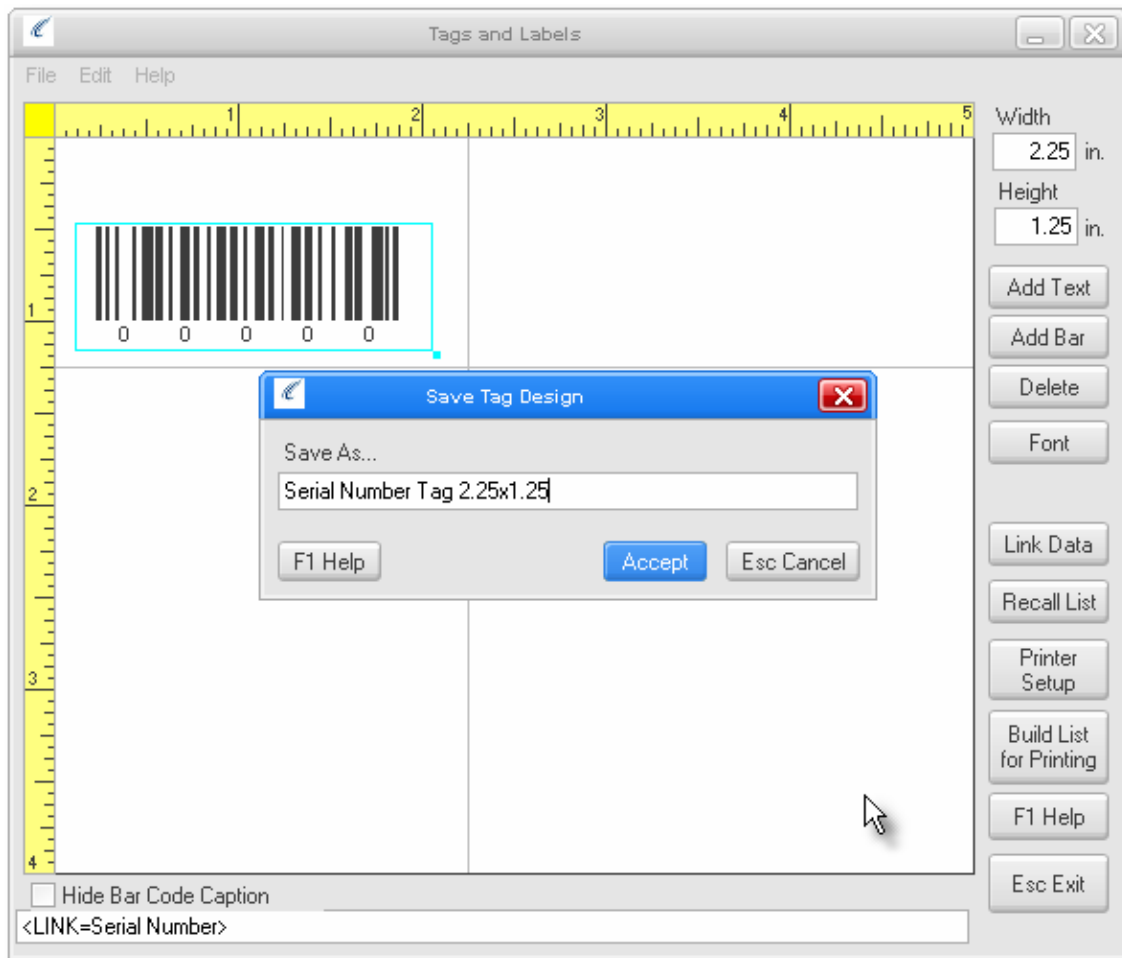 Tags and Labels
File Edit Help
1 2 3 4 5
Width
2.25 in.
Height
1.25 in.
Add Text
Add Bar
Delete
Font
Link Data
Recall List
Printer
Setup
Build List
for Printing
F1 Help
Esc Exit
1
2
3
4
0 0 0 0 0
Save Tag Design
Save As...
Serial Number Tag 2.25x1.25
F1 Help Accept Esc Cancel
Hide Bar Code Caption
<LINK=Serial Number>